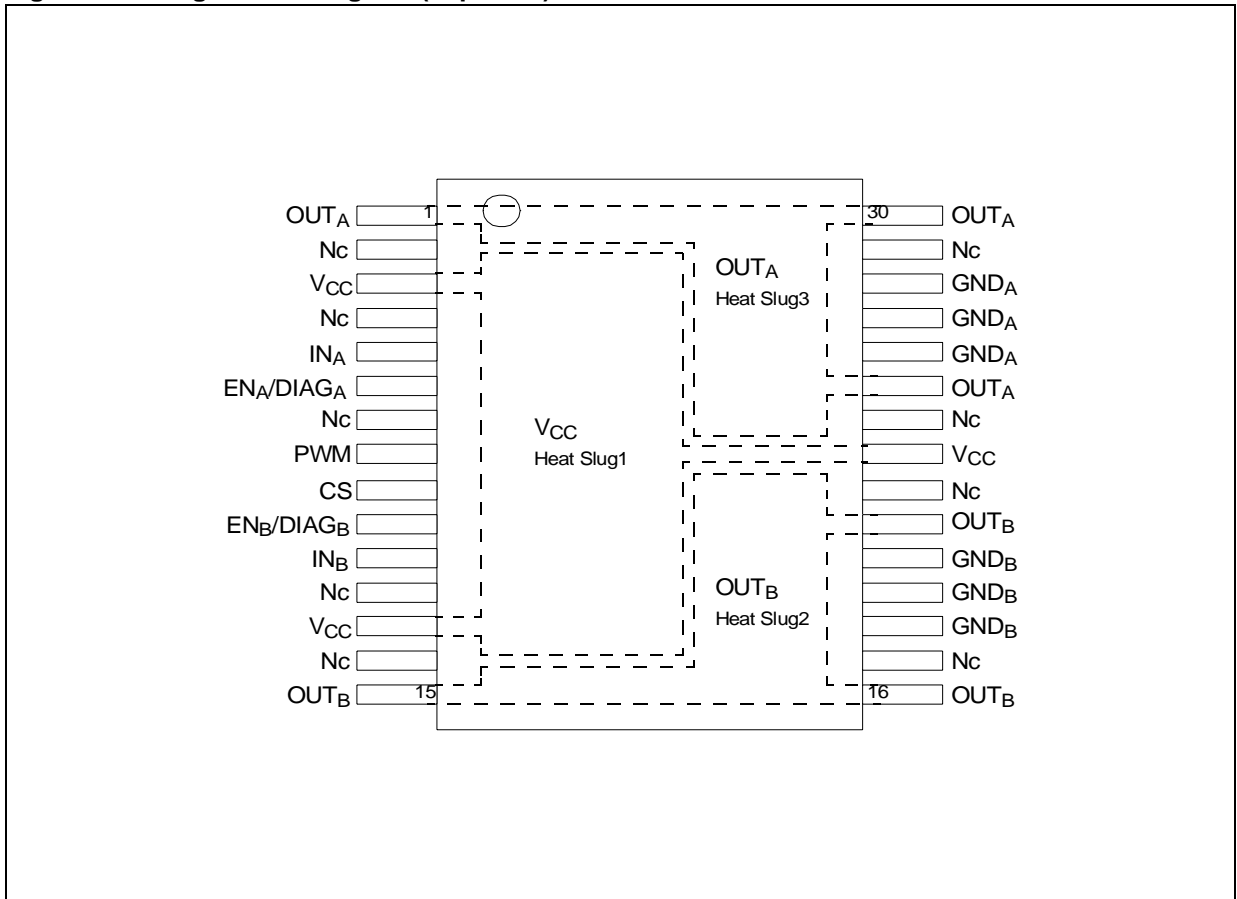 OUTA 1 30 OUTA
Nc Nc
VCC OUTA GNDA
Heat Slug3
Nc GNDA
INA GNDA
ENA/DIAGA OUTA
Nc Nc
VCC
PWM Heat Slug1 VCC
CS Nc
ENB/DIAGB OUTB
INB GNDB
Nc OUTB GNDB
Heat Slug2
VCC GNDB
Nc Nc
OUTB 15 16 OUTB